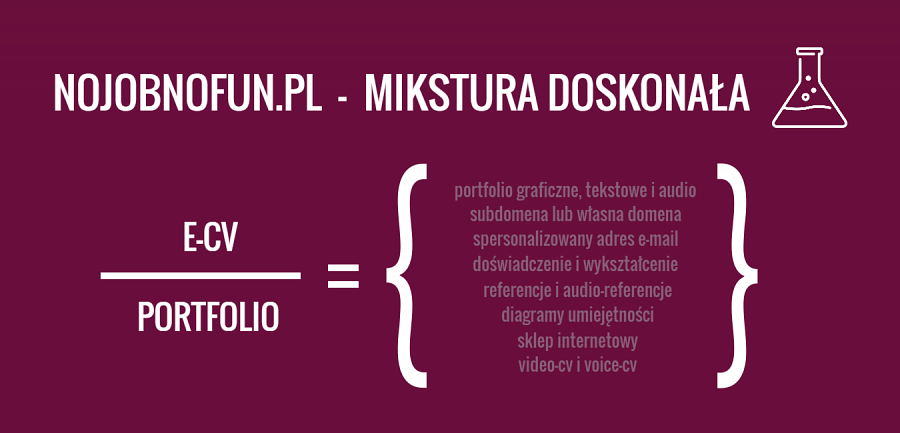 NOJOBNOFUN.PL - MIKSTURA DOSKONAŁA
E-CV
PORTFOLIO
=
{
portfolio graficzne, tekstowe i audio
subdomena lub własna domena
spersonalizowany adres e-mail
doświadczenie i wykształcenie
referencje i audio-referencje
diagramy umiejętności
sklep internetowy
video-cv i voice-cv
}